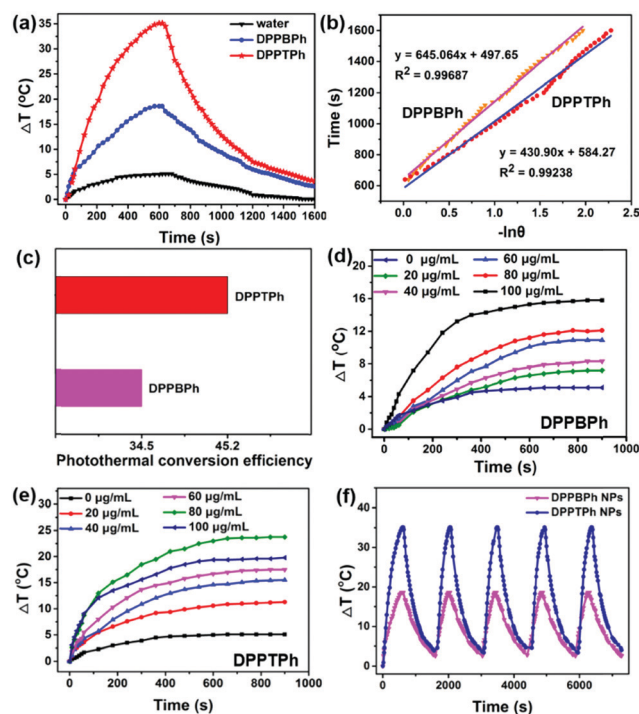 (a)
water
DPPBPh
DPPTPh
ΔT (°C)
35
30
25
20
15
10
5
0
0 200 400 600 800 1000 1200 1400 1600
Time (s)
(b)
y = 645.064x + 497.65
R² = 0.99687
DPPBPh
DPPTPh
y = 430.90x + 584.27
R² = 0.99238
Time (s)
1600
1400
1200
1000
800
600
0.0 0.5 1.0 1.5 2.0 2.5
-lnθ
(c)
DPPTPh
DPPBPh
34.5 45.2
Photothermal conversion efficiency
(d)
0 μg/mL 60 μg/mL
20 μg/mL 80 μg/mL
40 μg/mL 100 μg/mL
ΔT (°C)
16
12
8
4
0
0 200 400 600 800 1000
DPPBPh
Time (s)
(e)
0 μg/mL 60 μg/mL
20 μg/mL 80 μg/mL
40 μg/mL 100 μg/mL
ΔT (°C)
35
30
25
20
15
10
5
0
DPPTPh
0 200 400 600 800 1000
Time (s)
(f)
DPPBPh NPs
DPPTPh NPs
ΔT (°C)
40
30
20
10
0
0 2000 4000 6000
Time (s)